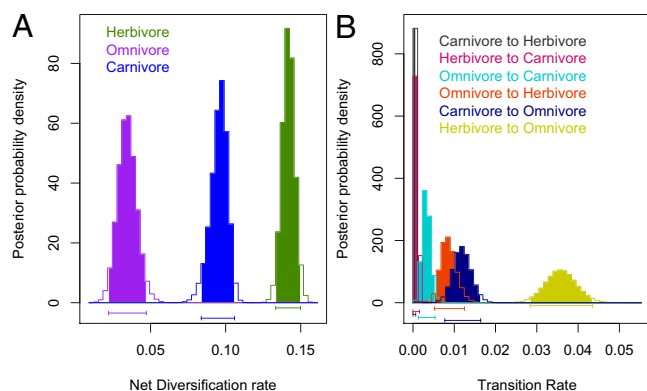 A
Herbivore
Omnivore
Carnivore
Posterior probability density
80
60
40
20
0
0.05
0.10
0.15
Net Diversification rate
B
Carnivore to Herbivore
Herbivore to Carnivore
Omnivore to Carnivore
Omnivore to Herbivore
Carnivore to Omnivore
Herbivore to Omnivore
Posterior probability density
800
600
400
200
0
0.00
0.01
0.02
0.03
0.04
0.05
Transition Rate